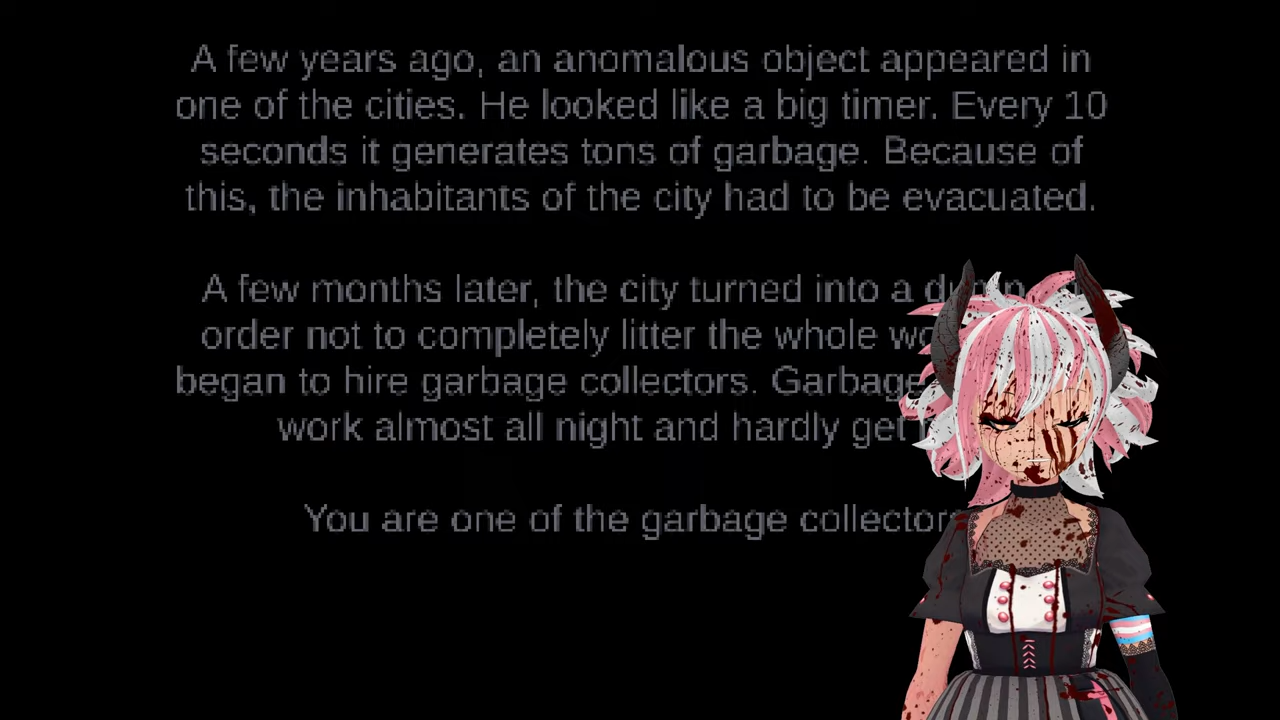 A few years ago, an anomalous object appeared in
one of the cities. He looked like a big timer. Every 10
seconds it generates tons of garbage. Because of
this, the inhabitants of the city had to be evacuated.
A few months later, the city turned into a
order not to completely litter the whole
began to hire garbage collectors. Garbage
work almost all night and hardly get
You are one of the garbage collectors